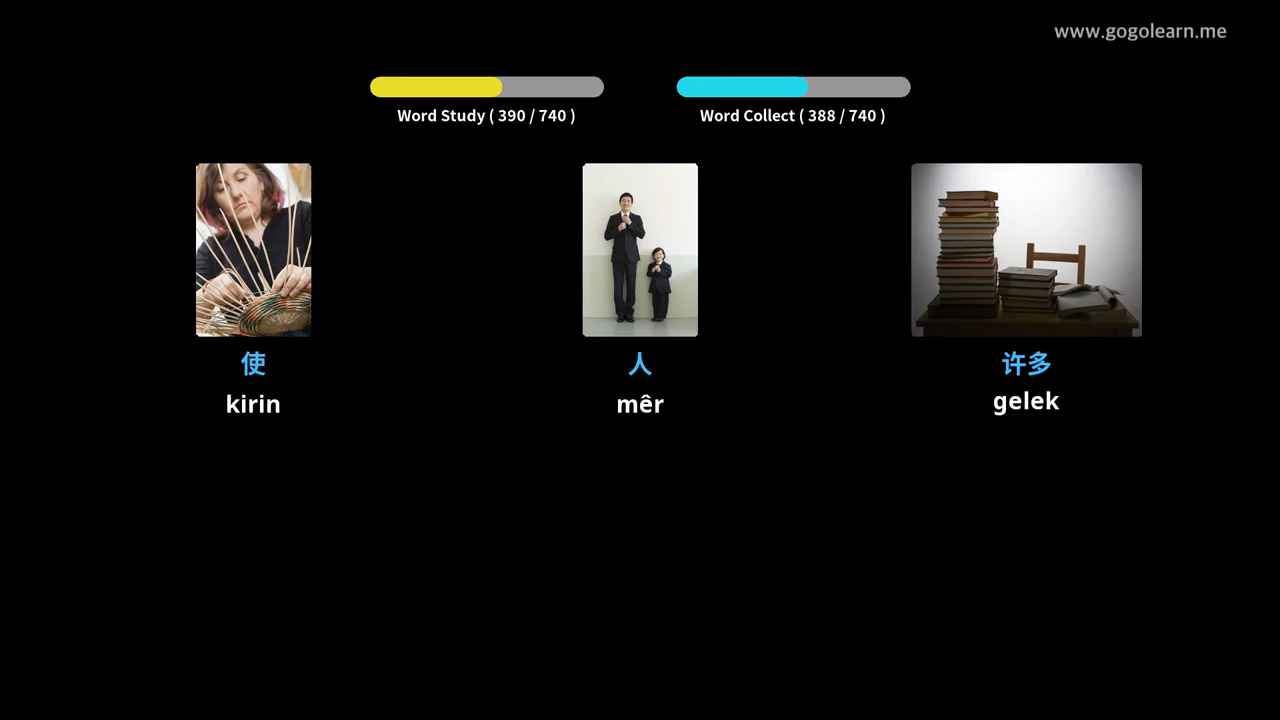 www.gogolearn.me
Word Study ( 390 / 740 )
Word Collect ( 388 / 740 )
使
人
许多
kirin
mêr
gelek